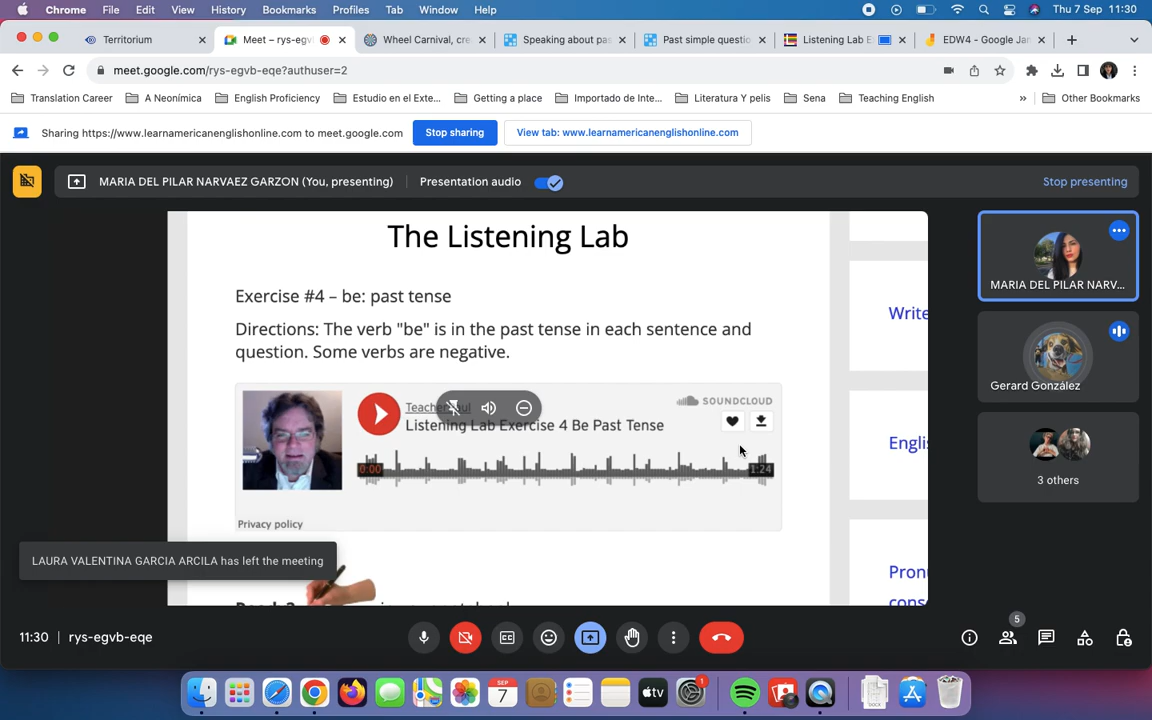 Chrome File Edit View History Bookmarks Profiles Tab Window Help Thu 7 Sep 11:30
Territorium Meet – rys-egv Wheel Carnival, cre Speaking about pas Past simple questio Listening Lab E EDW4 - Google Jan
meet.google.com/rys-egvb-eqe?authuser=2
Translation Career A Neonímica English Proficiency Estudio en el Exte... Getting a place Importado de Inte... Literatura Y pelis Sena Teaching English » Other Bookmarks
Sharing https://www.learnamericanenglishonline.com to meet.google.com Stop sharing View tab: www.learnamericanenglishonline.com
MARIA DEL PILAR NARVAEZ GARZON (You, presenting) Presentation audio Stop presenting
The Listening Lab
Exercise #4 – be: past tense
Directions: The verb "be" is in the past tense in each sentence and
question. Some verbs are negative.
SOUNDCLOUD
Listening Lab Exercise 4 Be Past Tense
0:00 1:24
Privacy policy
Write
Englis
Pron
cons
MARIA DEL PILAR NARV...
Gerard González
3 others
LAURA VALENTINA GARCIA ARCILA has left the meeting
11:30 | rys-egvb-eqe
5
SEP
7
tv
1
DOCX